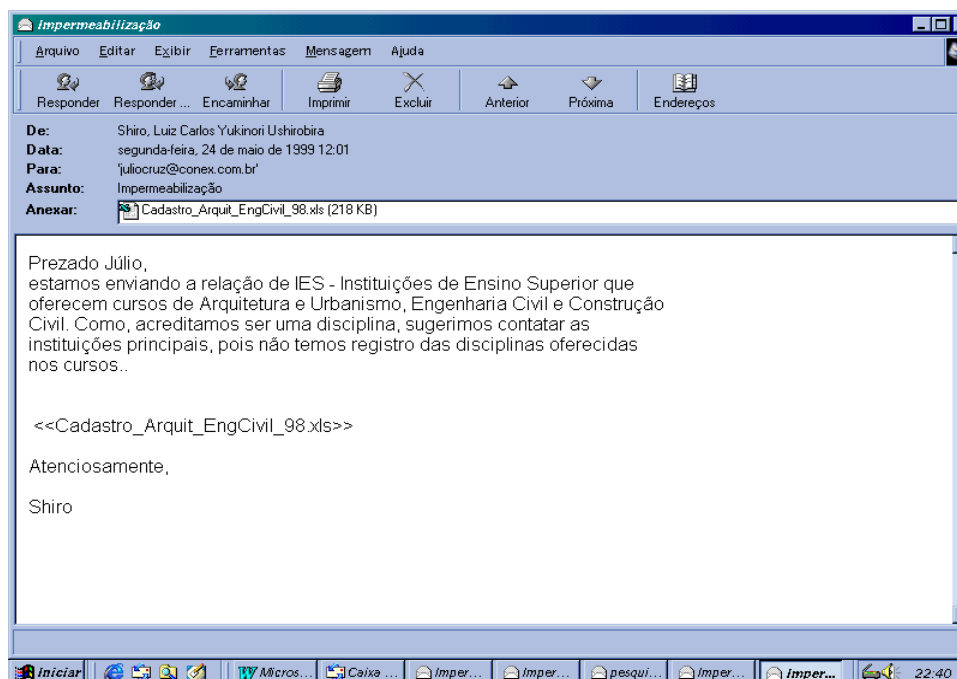 Impermeabilização
Arquivo Editar Exibir Ferramentas Mensagem Ajuda
Responder Responder ... Encaminhar Imprimir Excluir Anterior Próxima Endereços
De: Shiro, Luiz Carlos Yukinori Ushirobira
Data: segunda-feira, 24 de maio de 1999 12:01
Para: 'juliocruz@conex.com.br'
Assunto: Impermeabilização
Anexar: Cadastro_Arquit_EngCivil_98.xls (218 KB)
Prezado Júlio,
estamos enviando a relação de IES - Instituições de Ensino Superior que
oferecem cursos de Arquitetura e Urbanismo, Engenharia Civil e Construção
Civil. Como, acreditamos ser uma disciplina, sugerimos contatar as
instituições principais, pois não temos registro das disciplinas oferecidas
nos cursos..
<<Cadastro_Arquit_EngCivil_98.xls>>
Atenciosamente,
Shiro
Iniciar Micros... Caixa ... Imper... Imper... pesqui... Imper... Imper... 22:40